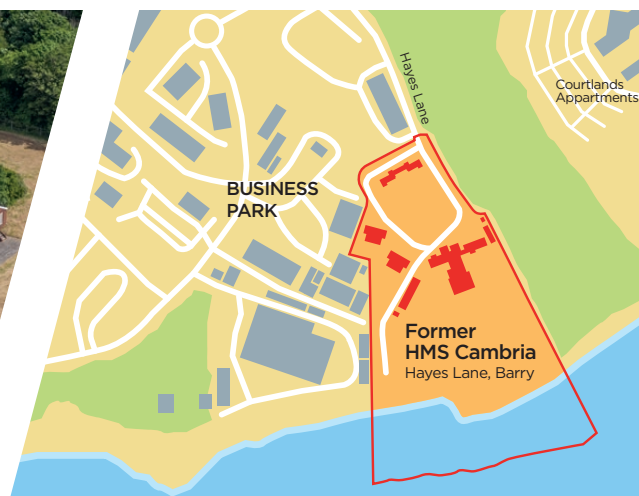 Hayes Lane
Courtlands
Appartments
BUSINESS
PARK
Former
HMS Cambria
Hayes Lane, Barry